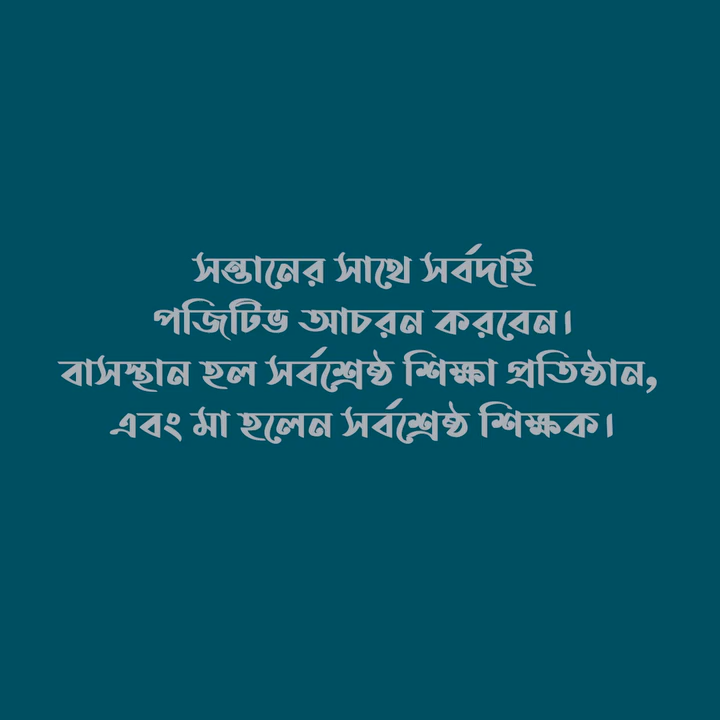 সন্তানের সাথে সর্বদাই
পজিটিভ আচরন করবেন।
বাসস্থান হল সর্বশ্রেষ্ঠ শিক্ষা প্রতিষ্ঠান,
এবং মা হলেন সর্বশ্রেষ্ঠ শিক্ষক।